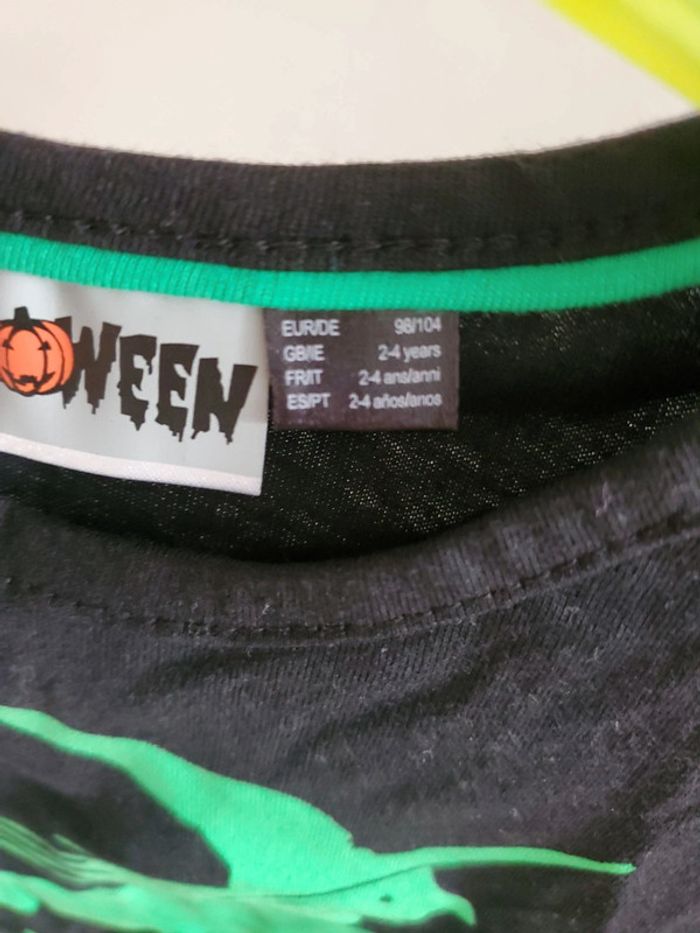 WEEN
EUR/DE 98/104
GB/IE 2-4 years
FR/IT 2-4 ans/anni
ES/PT 2-4 años/anos